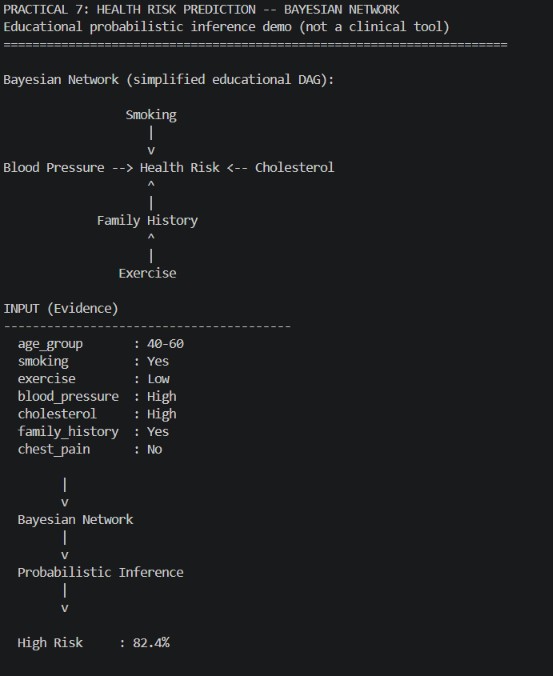 PRACTICAL 7: HEALTH RISK PREDICTION -- BAYESIAN NETWORK
Educational probabilistic inference demo (not a clinical tool)
======================================================================
Bayesian Network (simplified educational DAG):
Smoking
|
v
Blood Pressure --> Health Risk <-- Cholesterol
^
|
Family History
^
|
Exercise
INPUT (Evidence)
----------------------------------------
age_group : 40-60
smoking : Yes
exercise : Low
blood_pressure : High
cholesterol : High
family_history : Yes
chest_pain : No
|
v
Bayesian Network
|
v
Probabilistic Inference
|
v
High Risk : 82.4%